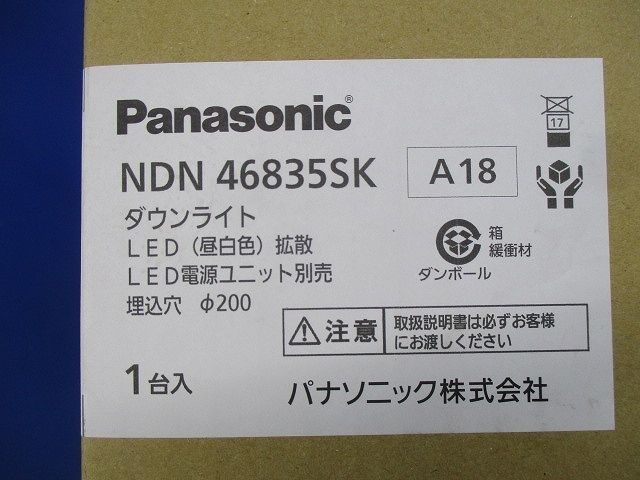 Panasonic®
NDN 46835SK
A18
17
ダウンライト
LED（昼白色）拡散
LED電源ユニット別売
埋込穴 φ200
箱
緩衝材
ダンボール
注意
取扱説明書は必ずお客様
にお渡しください
1台入
パナソニック株式会社